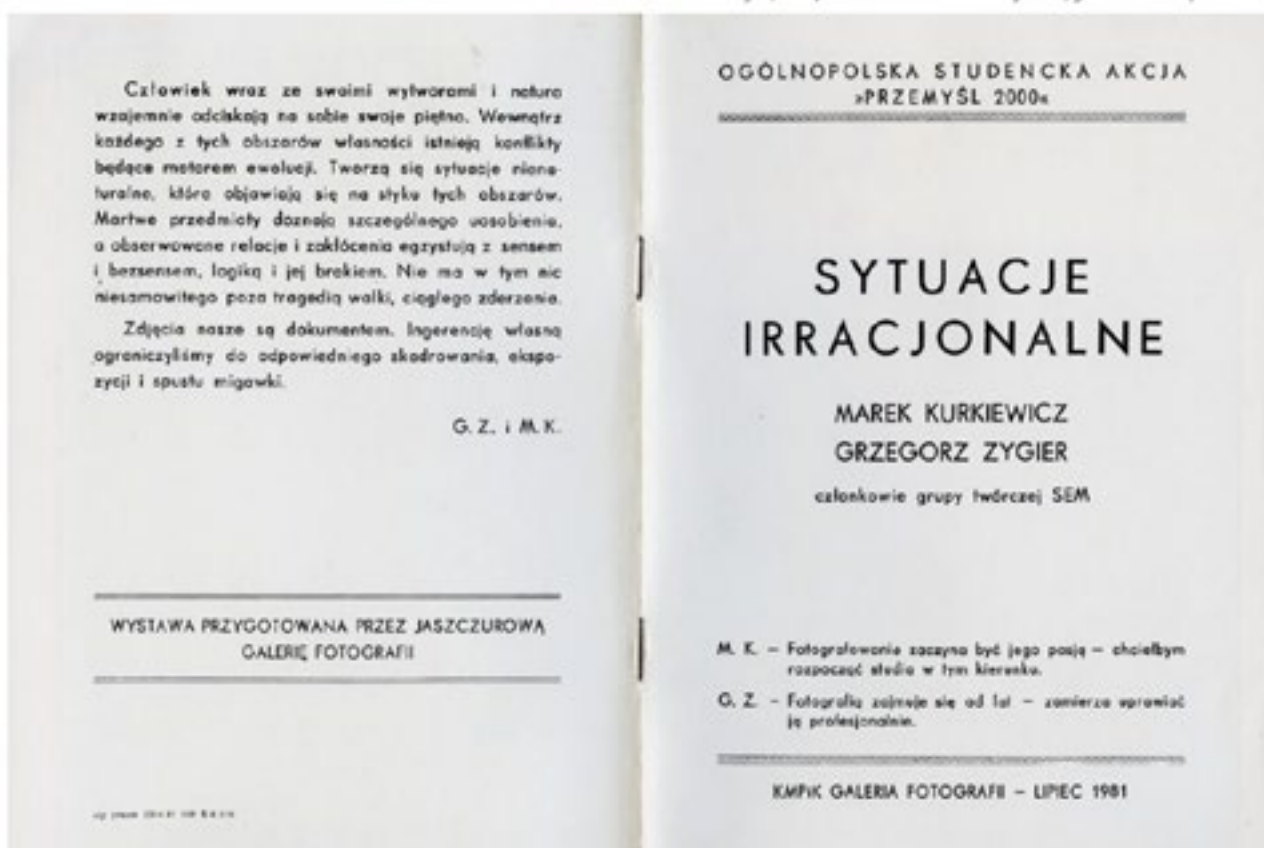 Człowiek wraz ze swoimi wytworami i natura
wzajemnie odciskają na sobie swoje piętno. Wewnątrz
każdego z tych obszarów własności istnieją konflikty
będące motorem ewolucji. Tworzą się sytuacje niena-
turalne, które objawiają się na styku tych obszarów.
Martwe przedmioty doznają szczególnego uosobienia,
a obserwowane relacje i zakłócenia egzystują z sensem
i bezsensem, logiką i jej brakiem. Nie ma w tym nic
niesamowitego poza tragedią walki, ciągłego zderzenia.
Zdjęcia nasze są dokumentem. Ingerencję własną
ograniczyliśmy do odpowiedniego skadrowania, ekspo-
zycji i spustu migawki.
G. Z. i M. K.
WYSTAWA PRZYGOTOWANA PRZEZ JASZCZUROWĄ
GALERIĘ FOTOGRAFII
OGÓLNOPOLSKA STUDENCKA AKCJA
»PRZEMYŚL 2000«
SYTUACJE
IRRACJONALNE
MAREK KURKIEWICZ
GRZEGORZ ZYGIER
członkowie grupy twórczej SEM
M. K. – Fotografowanie zaczyna być jego pasją – chciałbym
rozpocząć studia w tym kierunku.
G. Z. – Fotografią zajmuje się od lat – zamierza uprawiać
ją profesjonalnie.
KMPiK GALERIA FOTOGRAFII – LIPIEC 1981